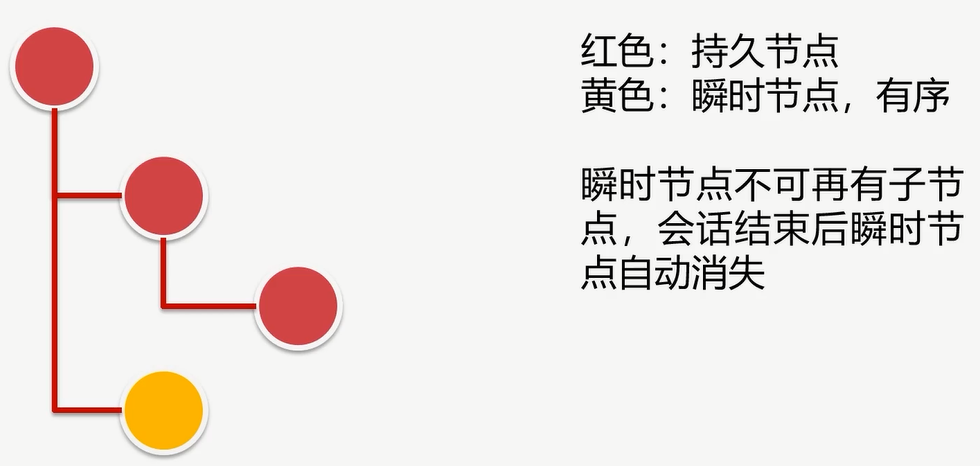 红色：持久节点
黄色：瞬时节点，有序
瞬时节点不可再有子节
点，会话结束后瞬时节
点自动消失